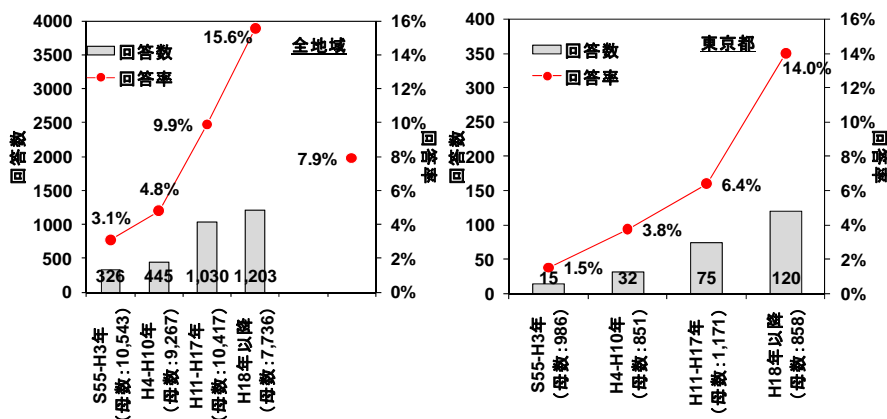 全地域
回答数
回答率
4000
3500
3000
2500
2000
1500
1000
500
0
回答数
16%
14%
12%
10%
8%
6%
4%
2%
0%
回答率
3.1%
4.8%
9.9%
15.6%
7.9%
326
445
1,030
1,203
S55-H3年
(母数:10,543)
H4-H10年
(母数:9,267)
H11-H17年
(母数:10,417)
H18年以降
(母数:7,736)
東京都
回答数
回答率
400
350
300
250
200
150
100
50
0
回答数
16%
14%
12%
10%
8%
6%
4%
2%
0%
回答率
1.5%
3.8%
6.4%
14.0%
15
32
75
120
S55-H3年
(母数:986)
H4-H10年
(母数:851)
H11-H17年
(母数:1,171)
H18年以降
(母数:858)